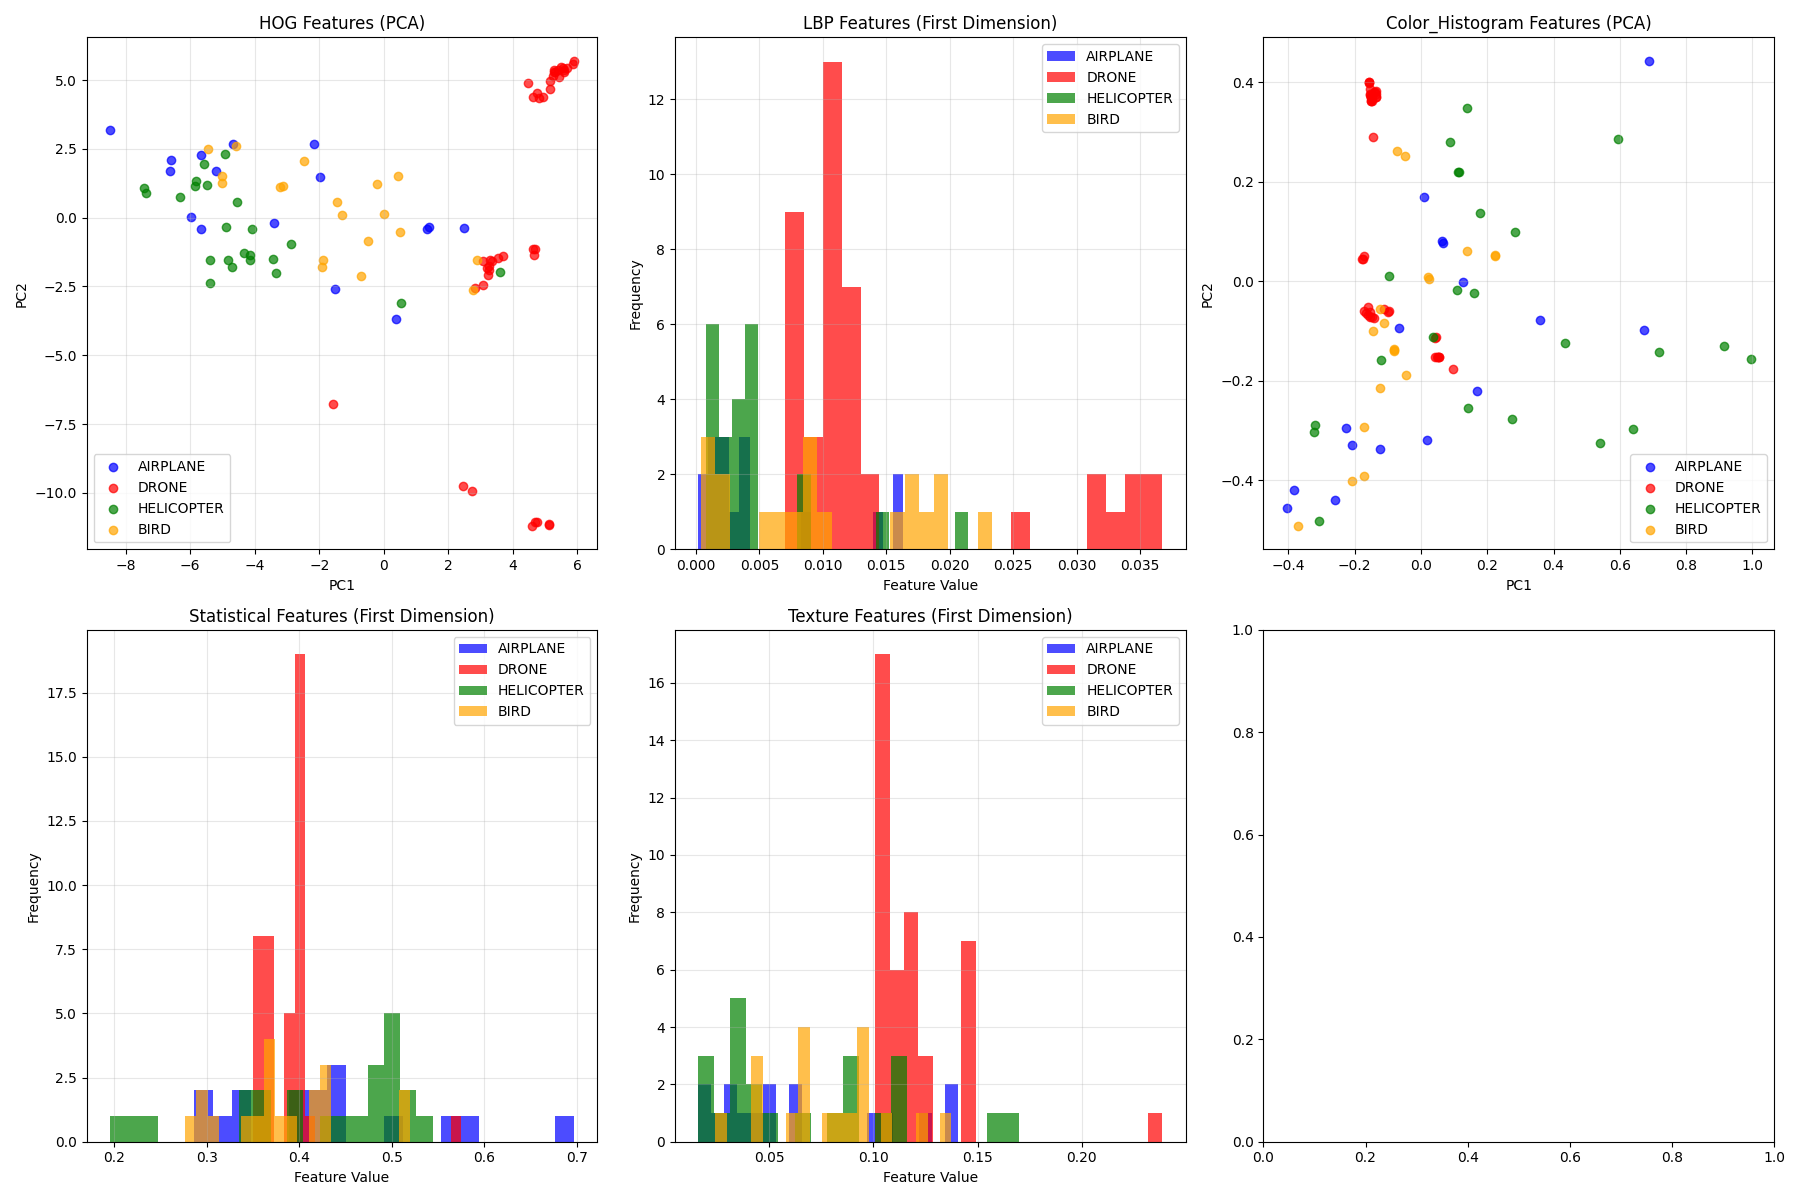 HOG Features (PCA)
PC2
5.0
2.5
0.0
−2.5
−5.0
−7.5
−10.0
AIRPLANE
DRONE
HELICOPTER
BIRD
−8
−6
−4
−2
0
2
4
6
PC1
LBP Features (First Dimension)
Frequency
12
10
8
6
4
2
0
AIRPLANE
DRONE
HELICOPTER
BIRD
0.000
0.005
0.010
0.015
0.020
0.025
0.030
0.035
Feature Value
Color_Histogram Features (PCA)
PC2
0.4
0.2
0.0
−0.2
−0.4
AIRPLANE
DRONE
HELICOPTER
BIRD
−0.4
−0.2
0.0
0.2
0.4
0.6
0.8
1.0
PC1
Statistical Features (First Dimension)
Frequency
17.5
15.0
12.5
10.0
7.5
5.0
2.5
0.0
AIRPLANE
DRONE
HELICOPTER
BIRD
0.2
0.3
0.4
0.5
0.6
0.7
Feature Value
Texture Features (First Dimension)
Frequency
16
14
12
10
8
6
4
2
0
AIRPLANE
DRONE
HELICOPTER
BIRD
0.05
0.10
0.15
0.20
Feature Value
1.0
0.8
0.6
0.4
0.2
0.0
0.0
0.2
0.4
0.6
0.8
1.0